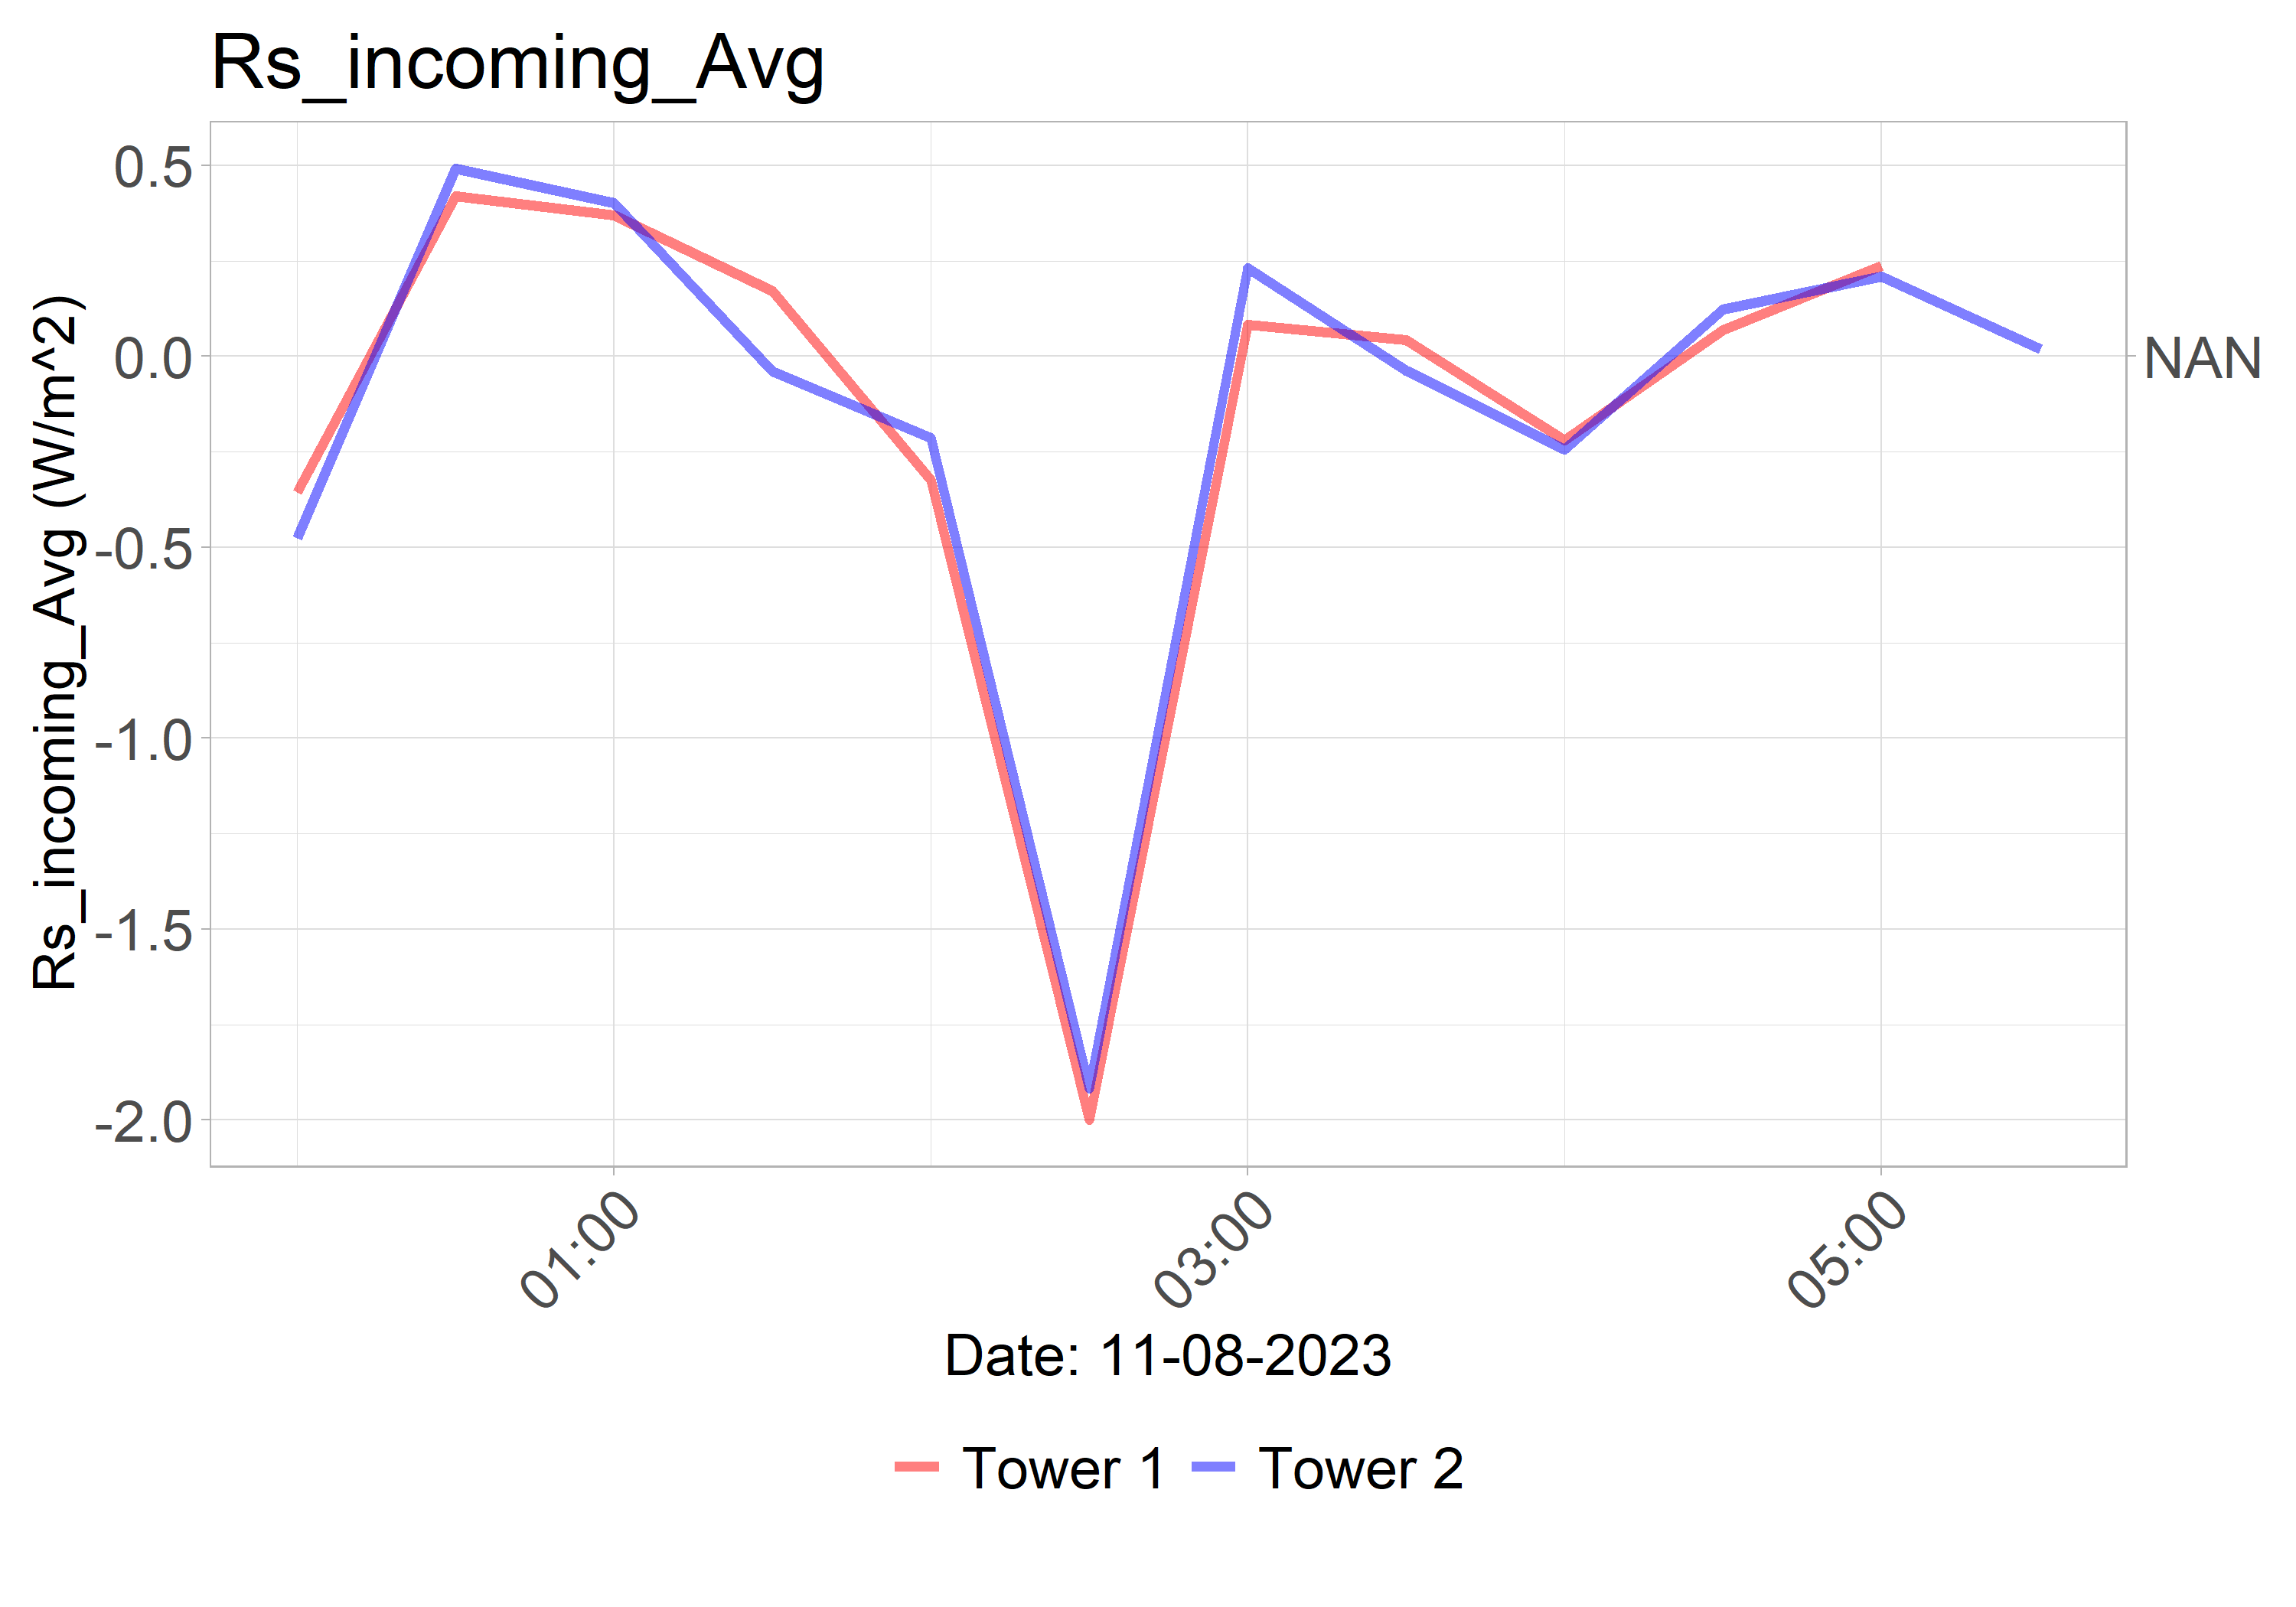 Rs_incoming_Avg
Rs_incoming_Avg (W/m^2)
0.5
0.0
-0.5
-1.0
-1.5
-2.0
NAN
01:00
03:00
05:00
Date: 11-08-2023
Tower 1
Tower 2